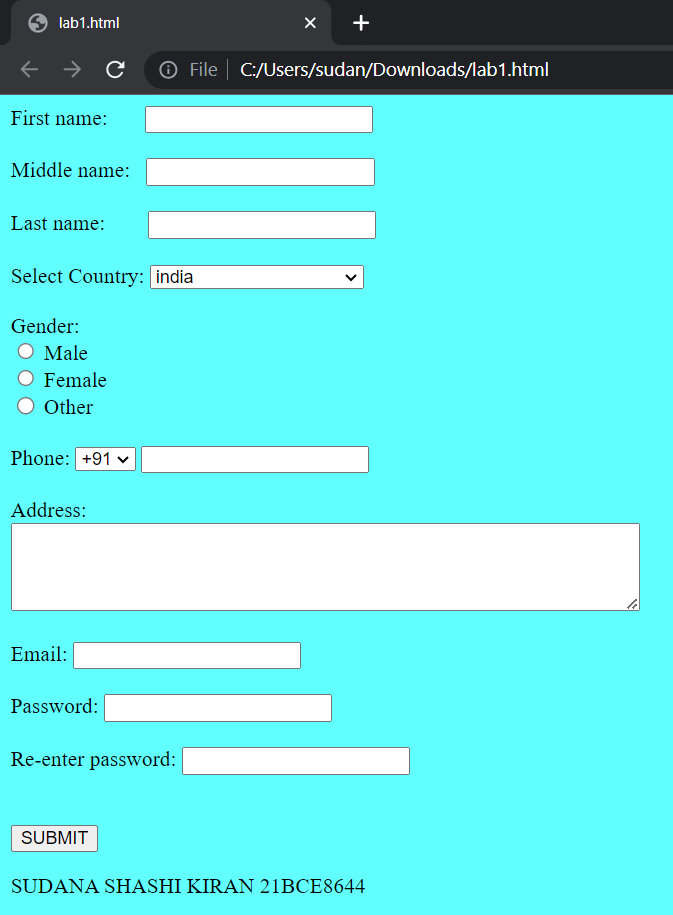 lab1.html
File C:/Users/sudan/Downloads/lab1.html
First name:
Middle name:
Last name:
Select Country: india
Gender:
Male
Female
Other
Phone: +91
Address:
Email:
Password:
Re-enter password:
SUBMIT
SUDANA SHASHI KIRAN 21BCE8644